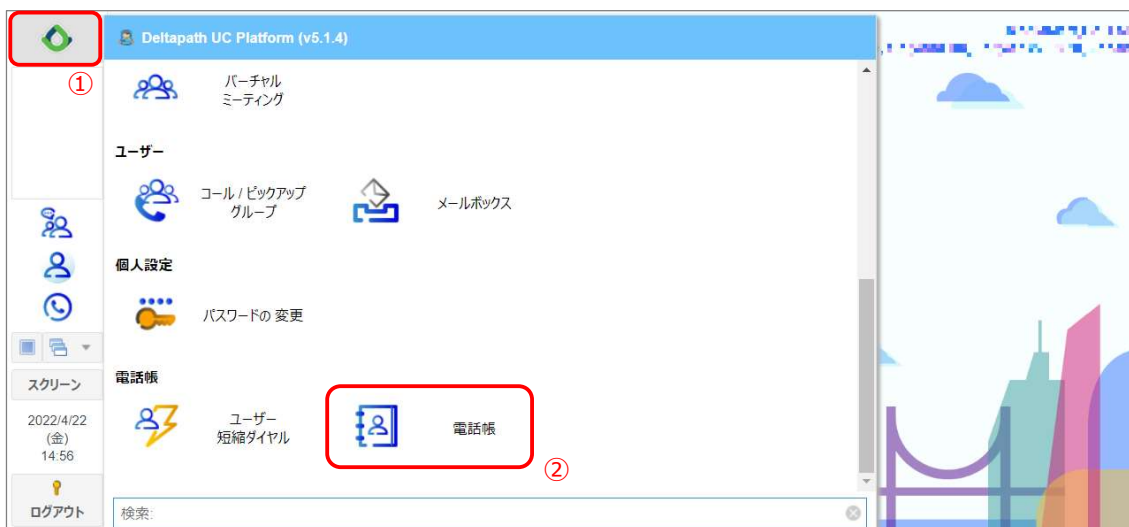 Deltapath UC Platform (v5.1.4)
①
バーチャル
ミーティング
ユーザー
コール / ピックアップ
グループ
メールボックス
個人設定
パスワードの 変更
電話帳
ユーザー
短縮ダイヤル
電話帳
②
スクリーン
2022/4/22
(金)
14:56
ログアウト
検索: